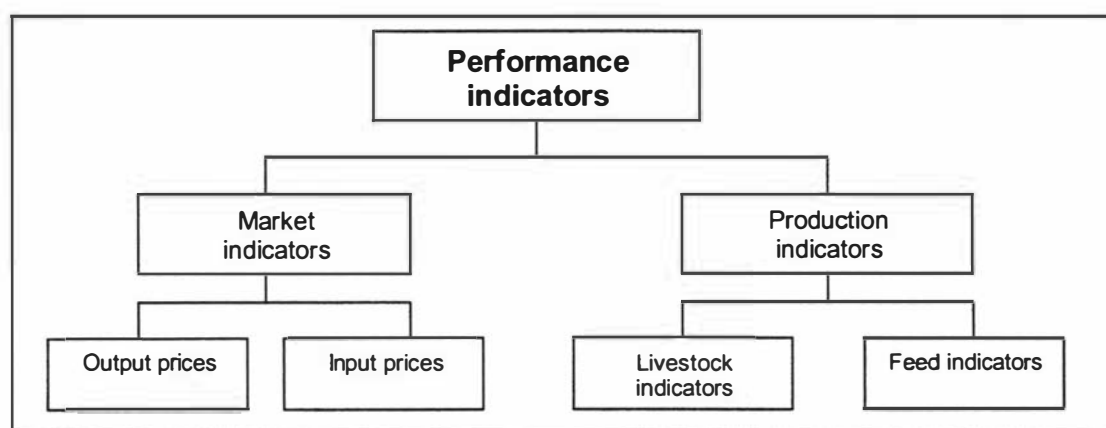 Performance
indicators
Market
indicators
Production
indicators
Output prices
Input prices
Livestock
indicators
Feed indicators